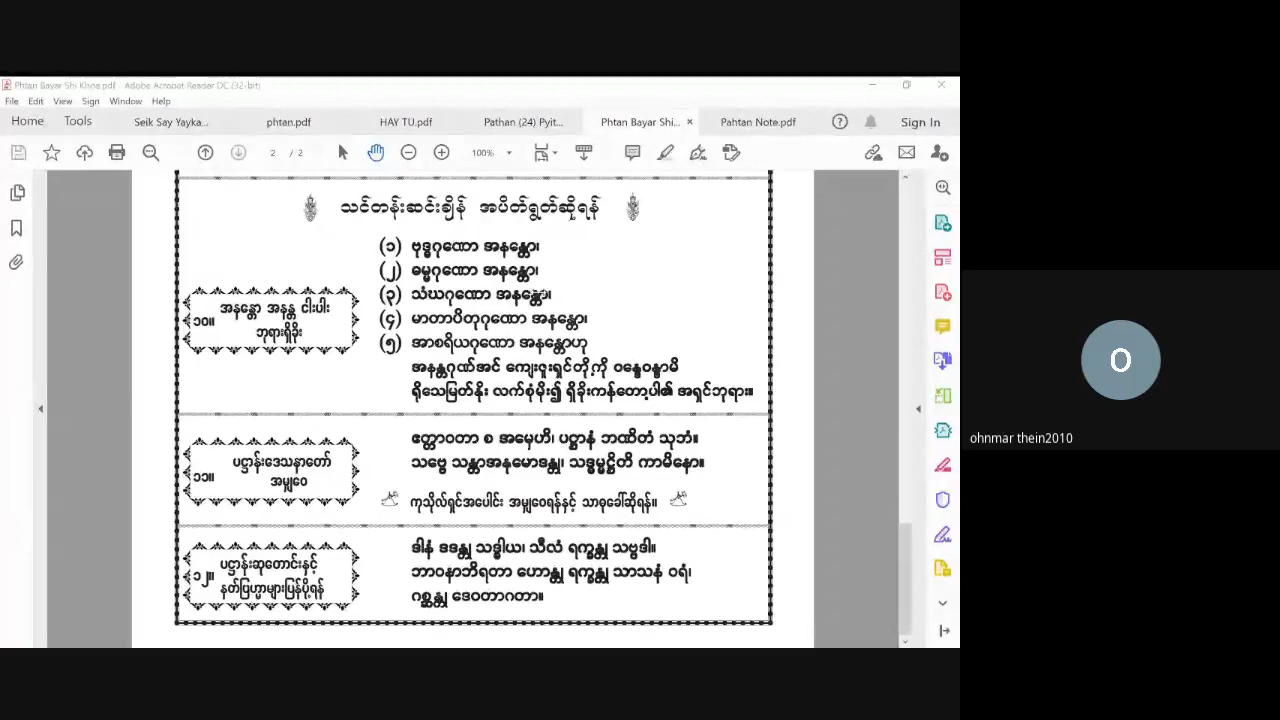 Phtan Bayar Shi Khoe.pdf - Adobe Acrobat Reader DC (32-bit)
File Edit View Sign Window Help
Home Tools Seik Say Yayka... phtan.pdf HAY TU.pdf Pathan (24) Pyit... Phtan Bayar Shi... × Pahtan Note.pdf Sign In
2 / 2 100%
သင်တန်းဆင်းချိန် အပိတ်ရွတ်ဆိုရန်
၁၀။ အနန္တော အနန္တ ငါးပါး
ဘုရားရှိခိုး
(၁) ဗုဒ္ဓဂုဏော အနန္တော၊
(၂) ဓမ္မဂုဏော အနန္တော၊
(၃) သံဃဂုဏော အနန္တော၊
(၄) မာတာပိတုဂုဏော အနန္တော၊
(၅) အာစရိယဂုဏော အနန္တောဟု
အနန္တဂုဏ်အင် ကျေးဇူးရှင်တို့ကို ဝန္ဒေဝန္ဒာမိ
ရိုသေမြတ်နိုး လက်စုံမိုး၍ ရှိခိုးကန်တော့ပါ၏ အရှင်ဘုရား။
၁၁။ ပဋ္ဌာန်းဒေသနာတော်
အမျှဝေ
ဧတ္တာဝတာ စ အမှေဟိ၊ ပဋ္ဌာနံ ဘဏိတံ သုဘံ။
သဗ္ဗေ သန္တာအနုမောဒန္တု၊ သဒ္ဓမ္မဋ္ဌိတိ ကာမိနော။
ကုသိုလ်ရှင်အပေါင်း အမျှဝေရန်နှင့် သာဓုခေါ်ဆိုရန်။
၁၂။ ပဋ္ဌာန်းဆုတောင်းနှင့်
နတ်ဗြဟ္မာများပြန်ပို့ရန်
ဒါနံ ဒဒန္တု သဒ္ဓါယ၊ သီလံ ရက္ခန္တု သဗ္ဗဒါ။
ဘာဝနာဘိရတာ ဟောန္တု ရက္ခန္တု သာသနံ ဝရံ၊
ဂစ္ဆန္တု ဒေဝတာဂတာ။
O
ohnmar thein2010